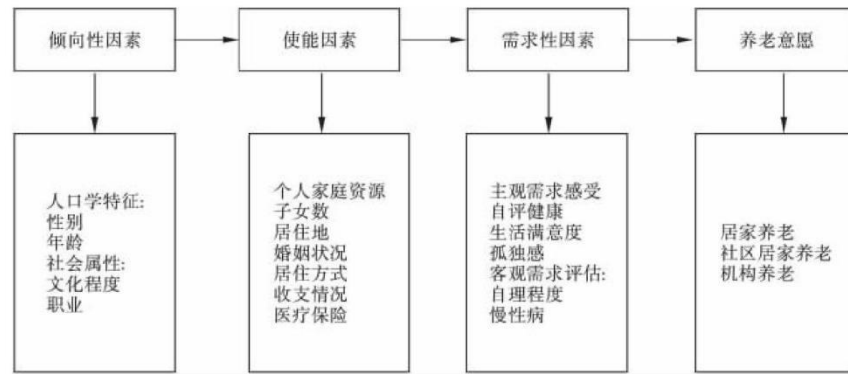 倾向性因素
使能因素
需求性因素
养老意愿
人口学特征:
性别
年龄
社会属性:
文化程度
职业
个人家庭资源
子女数
居住地
婚姻状况
居住方式
收支情况
医疗保险
主观需求感受
自评健康
生活满意度
孤独感
客观需求评估:
自理程度
慢性病
居家养老
社区居家养老
机构养老